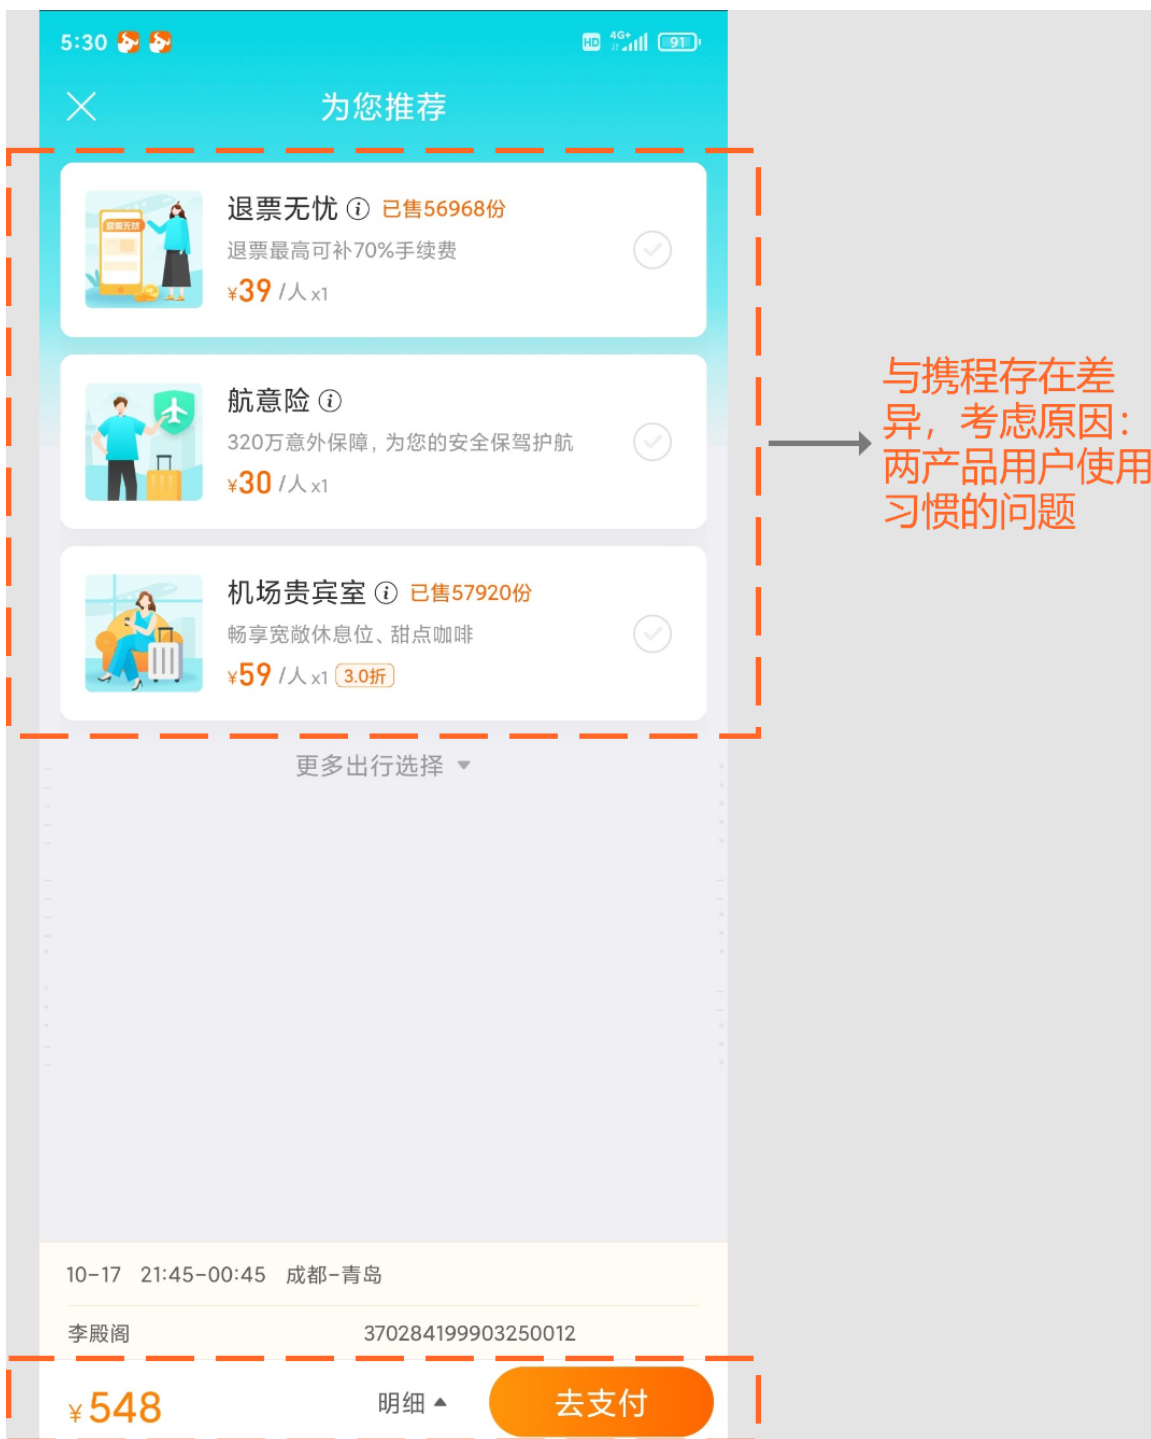 5:30 HD 4G+ 91
为您推荐
退票无忧
退票无忧 i 已售56968份
退票最高可补70%手续费
¥39 /人 x1
航意险 i
320万意外保障，为您的安全保驾护航
¥30 /人 x1
机场贵宾室 i 已售57920份
畅享宽敞休息位、甜点咖啡
¥59 /人 x1 3.0折
更多出行选择
与携程存在差
异，考虑原因：
两产品用户使用
习惯的问题
10-17 21:45-00:45 成都-青岛
李殿阁 370284199903250012
¥548 明细 去支付